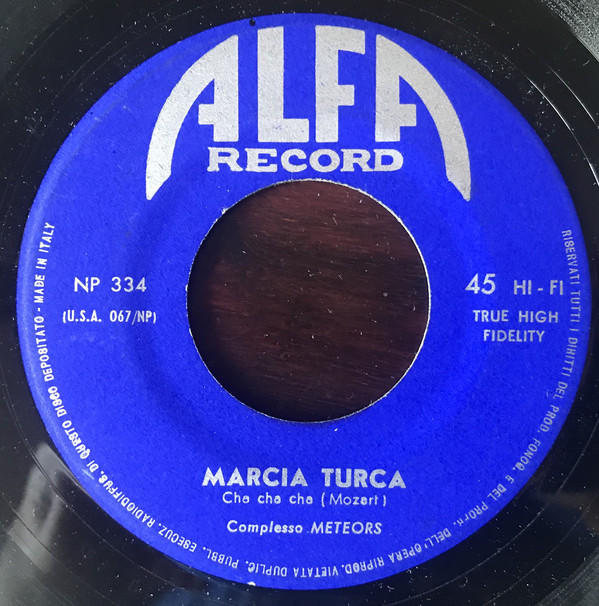 ALFA
RECORD
NP 334
(U.S.A. 067/NP)
45 HI-FI
TRUE HIGH
FIDELITY
MARCIA TURCA
Cha cha cha (Mozart)
Complesso METEORS
RISERVATI TUTTI I DIRITTI DEL PROD. FONOG. E DEL PROPR. DELL'OPERA RIPROD. VIETATA DUPLIC. PUBBL. ESECUZ. RADIODIFFUS. DI QUESTO DISCO DEPOSITATO - MADE IN ITALY